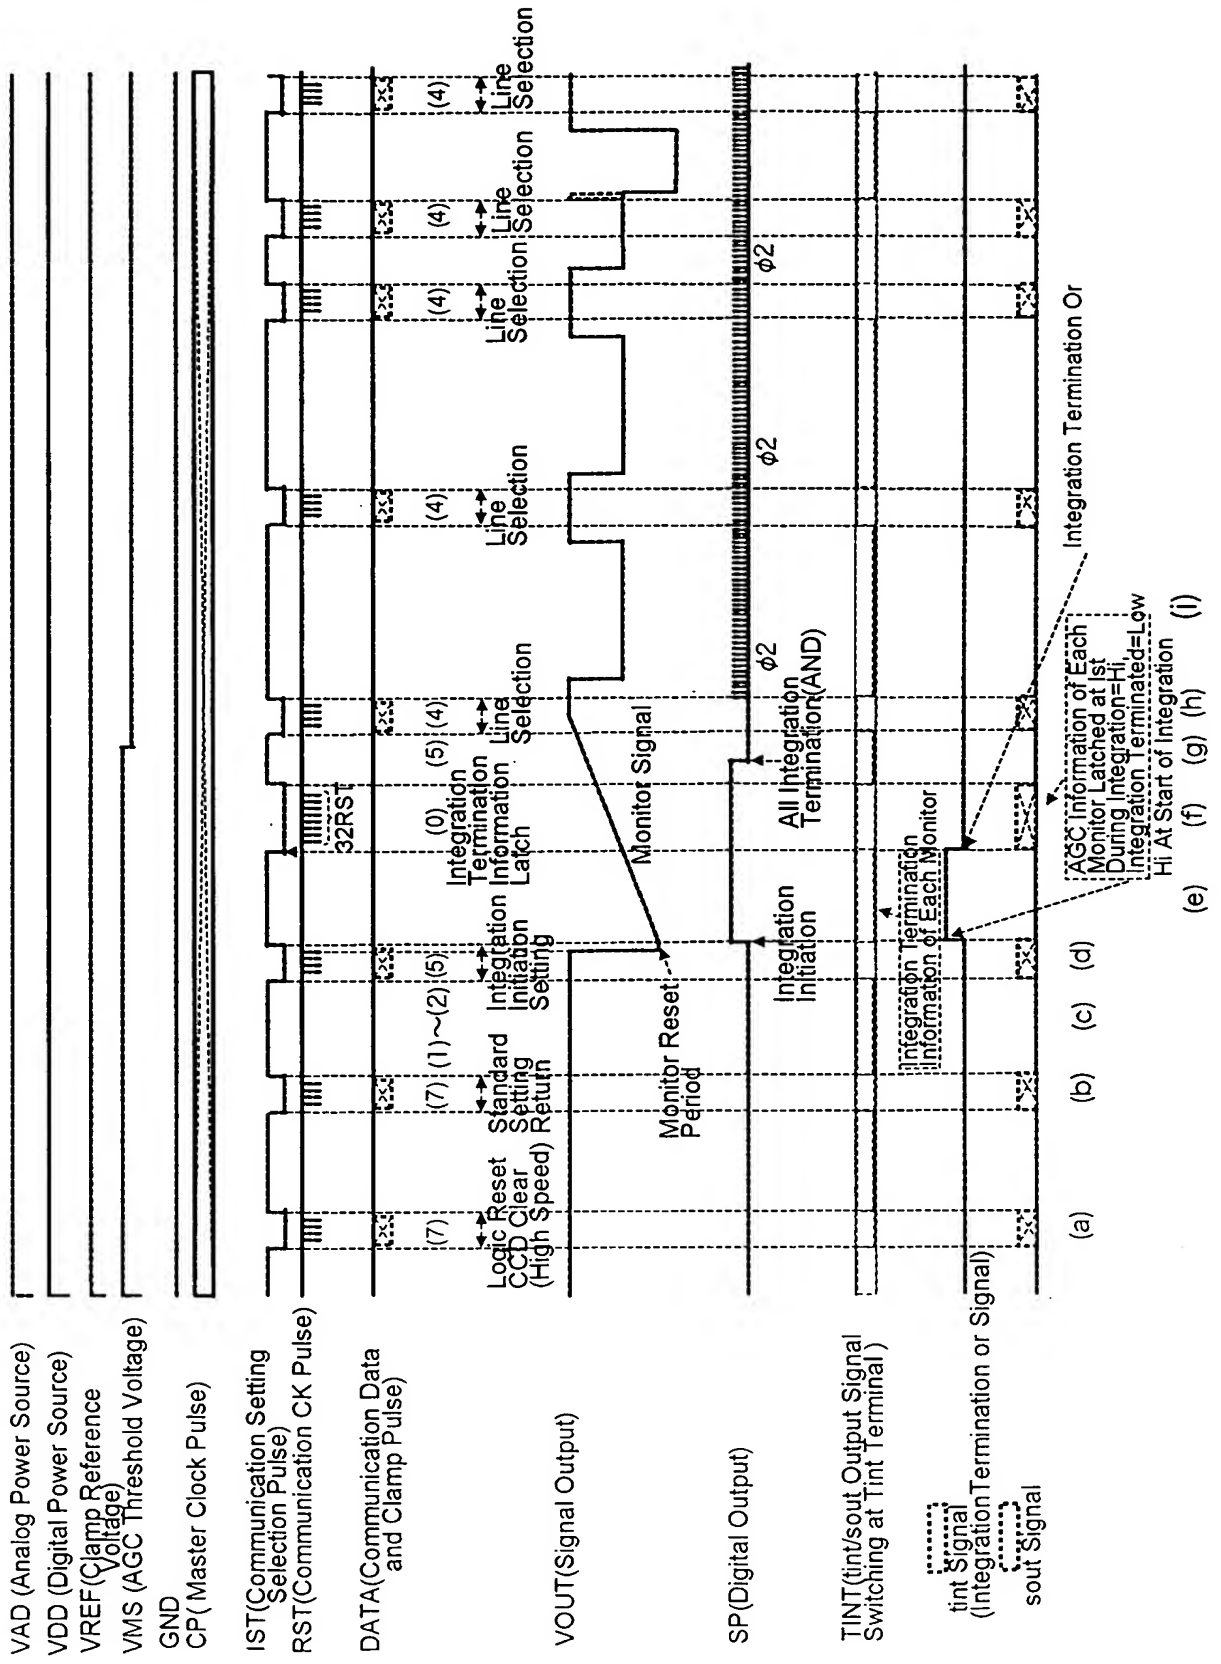 VAD (Analog Power Source)
VDD (Digital Power Source)
VREF(Clamp Reference
Voltage)
VMS (AGC Threshold Voltage)
GND
CP( Master Clock Pulse)
IST(Communication Setting
Selection Pulse)
RST(Communication CK Pulse)
32RST
DATA(Communication Data
and Clamp Pulse)
(7)
(7)
(1)~(2)
(5)
(0)
(5)
(4)
(4)
(4)
(4)
(4)
Logic Reset
CCD Clear
(High Speed)
Standard
Setting
Return
Integration
Initiation
Setting
Integration
Termination
Information
Latch
Line
Selection
Line
Selection
Line
Selection
Line
Selection
Line
Selection
VOUT(Signal Output)
Monitor Reset
Period
Monitor Signal
SP(Digital Output)
Integration
Initiation
All Integration
Termination(AND)
ϕ2
ϕ2
ϕ2
TINT(tint/sout Output Signal
Switching at Tint Terminal )
Integration Termination
Information of Each Monitor
tint Signal
(IntegrationTermination or Signal)
sout Signal
Integration Termination Or
AGC Information of Each
Monitor Latched at Ist
During Integration=Hi,
Integration Terminated=Low
Hi At Start of Integration
(a)
(b)
(c)
(d)
(e)
(f)
(g)
(h)
(i)